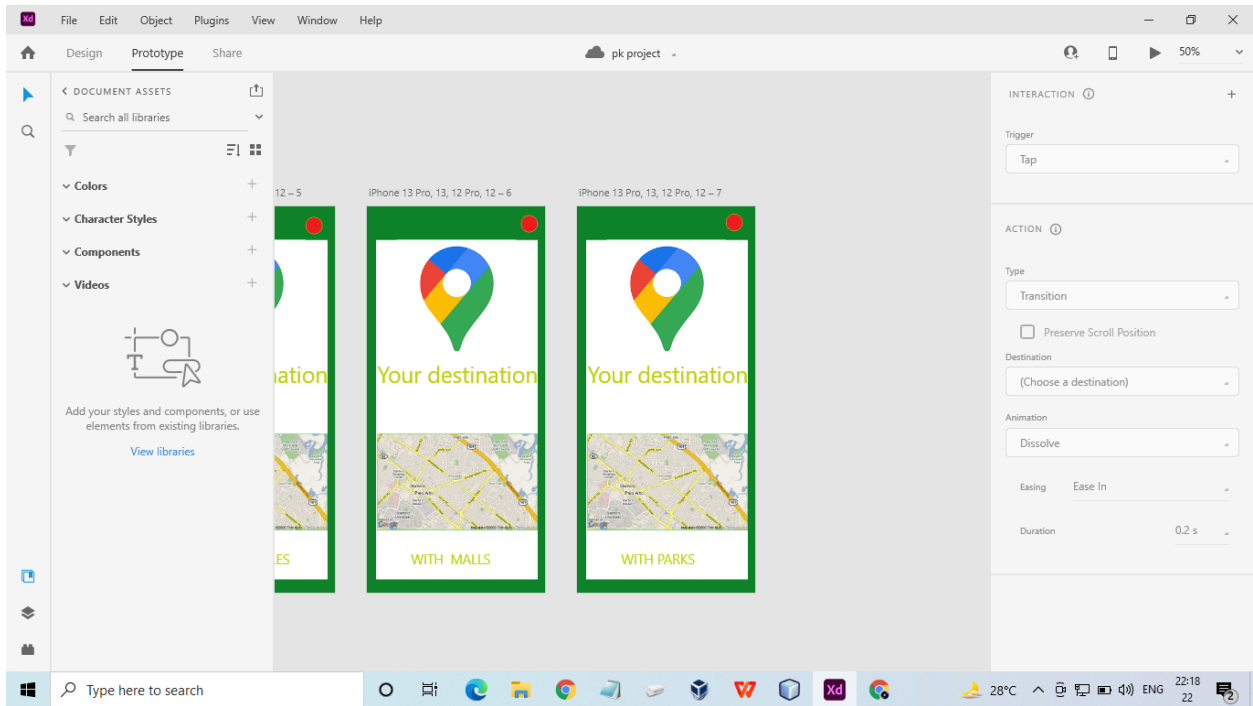 Xd File Edit Object Plugins View Window Help
Design Prototype Share pk project 50%
DOCUMENT ASSETS
Search all libraries
Colors
Character Styles
Components
Videos
Add your styles and components, or use
elements from existing libraries.
View libraries
12 – 5
iPhone 13 Pro, 13, 12 Pro, 12 – 6
iPhone 13 Pro, 13, 12 Pro, 12 – 7
nation
Your destination
Your destination
ES
WITH MALLS
WITH PARKS
INTERACTION
Trigger
Tap
ACTION
Type
Transition
Preserve Scroll Position
Destination
(Choose a destination)
Animation
Dissolve
Easing Ease In
Duration 0.2 s
Type here to search
Xd
28°C
ENG
22:18
22
2